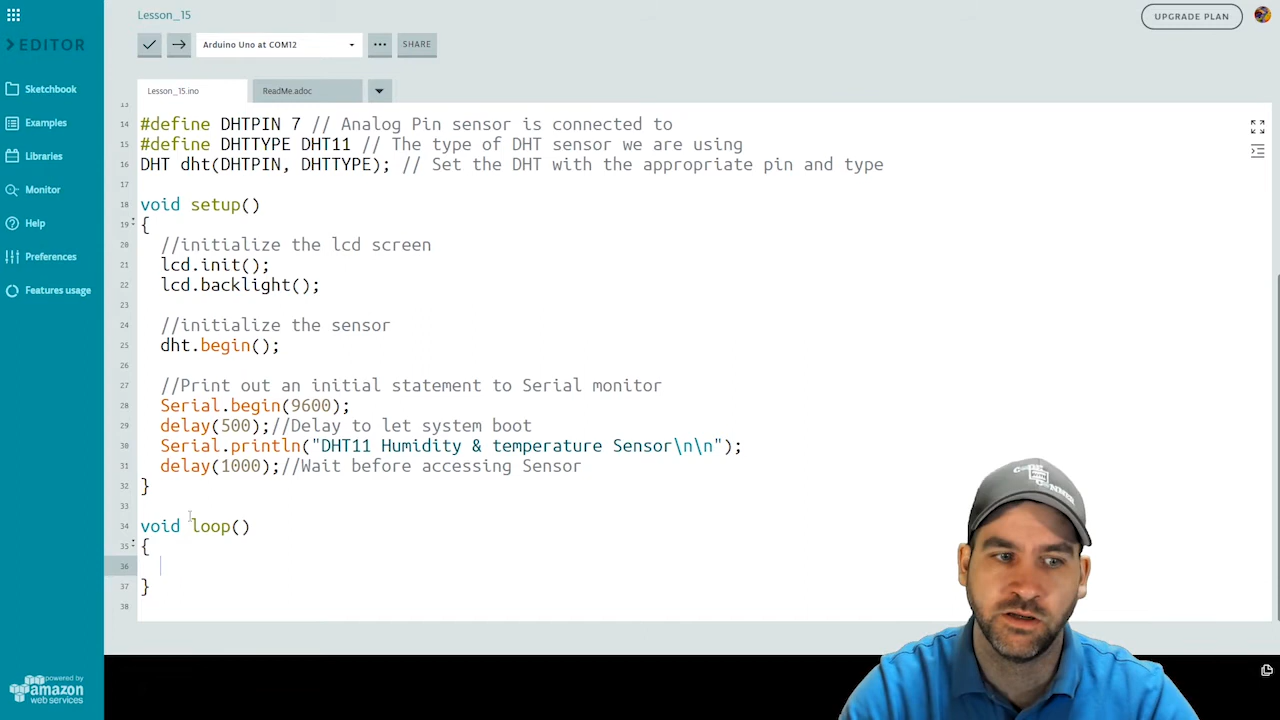 Lesson_15
UPGRADE PLAN
EDITOR
Arduino Uno at COM12
SHARE
Lesson_15.ino
ReadMe.adoc
Sketchbook
Examples
Libraries
Monitor
Help
Preferences
Features usage
powered by
amazon
web services
13
14 #define DHTPIN 7 // Analog Pin sensor is connected to
15 #define DHTTYPE DHT11 // The type of DHT sensor we are using
16 DHT dht(DHTPIN, DHTTYPE); // Set the DHT with the appropriate pin and type
17
18 void setup()
19 {
20 //initialize the lcd screen
21 lcd.init();
22 lcd.backlight();
23
24 //initialize the sensor
25 dht.begin();
26
27 //Print out an initial statement to Serial monitor
28 Serial.begin(9600);
29 delay(500);//Delay to let system boot
30 Serial.println("DHT11 Humidity & temperature Sensor\n\n");
31 delay(1000);//Wait before accessing Sensor
32 }
33
34 void loop()
35 {
36
37 }
38